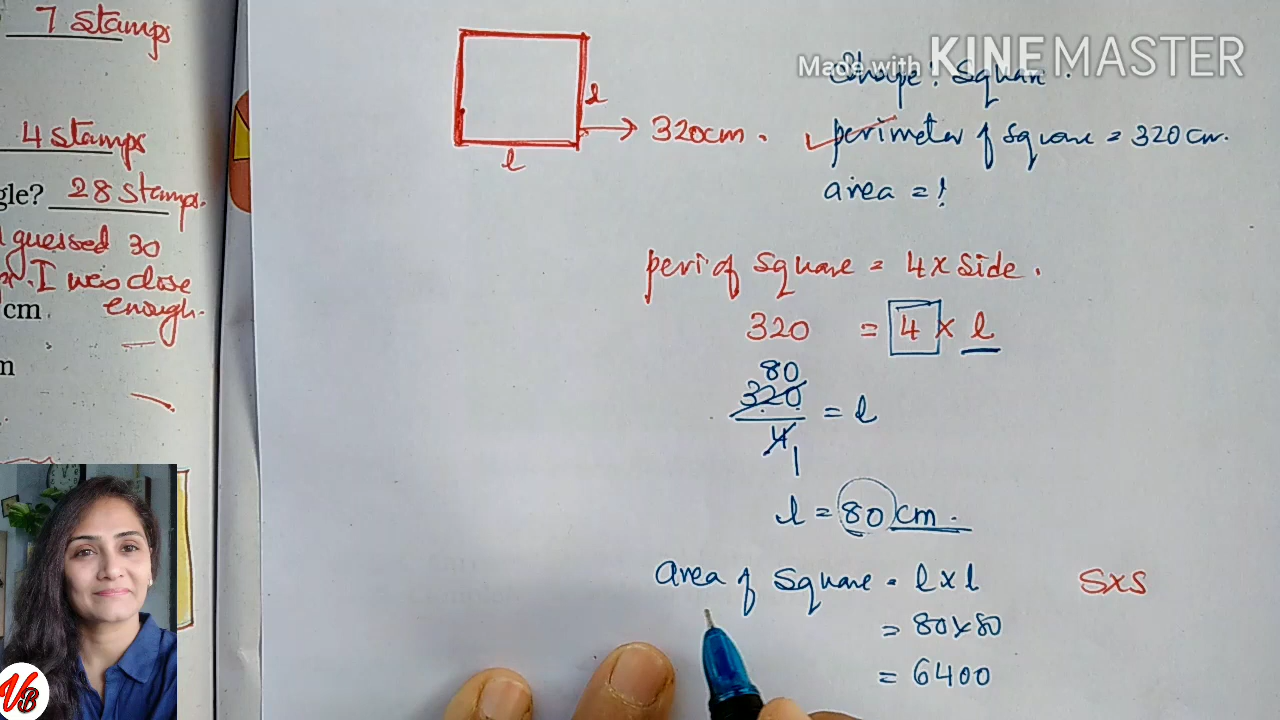 7 stamps
4 stamps
gle? 28 stamps.
guessed 30
. I was close
cm enough.
Made with KINEMASTER
Shape: Square.
l
320cm.
l
perimeter of square = 320 cm.
area = ?
peri of square = 4 x side.
320 = 4 x l
80
320
4
= l
1
l = 80 cm.
area of square = l x l
SxS
= 80x80
= 6400
VB